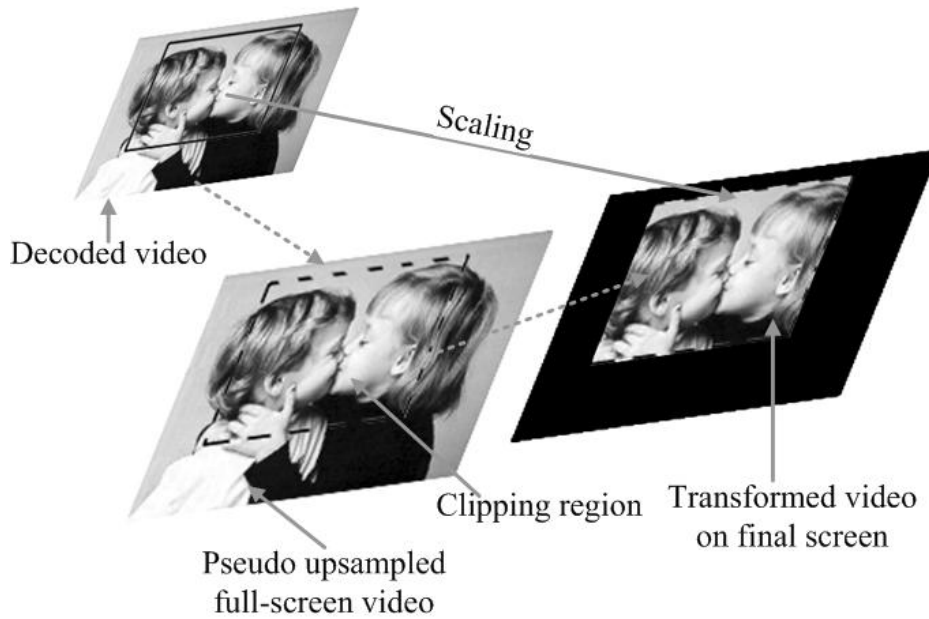 Scaling
Decoded video
Clipping region
Transformed video
on final screen
Pseudo upsampled
full-screen video